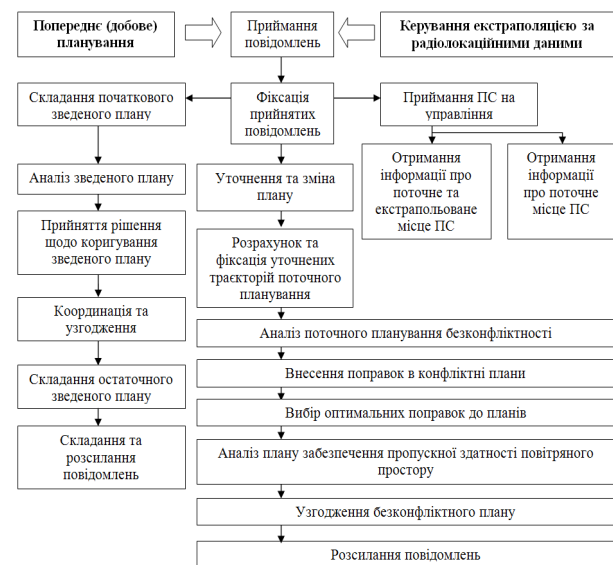 Попереднє (добове)
планування
Приймання
повідомлень
Керування екстраполяцією за
радіолокаційними даними
Складання початкового
зведеного плану
Фіксація
прийнятих
повідомлень
Приймання ПС на
управління
Аналіз зведеного плану
Уточнення та зміна
плану
Отримання
інформації про
поточне та
екстрапольоване
місце ПС
Отримання
інформації
про поточне
місце ПС
Прийняття рішення
щодо коригування
зведеного плану
Розрахунок та
фіксація уточнених
траєкторій поточного
планування
Координація та
узгодження
Аналіз поточного планування безконфліктності
Складання остаточного
зведеного плану
Внесення поправок в конфліктні плани
Вибір оптимальних поправок до планів
Складання та
розсилання
повідомлень
Аналіз плану забезпечення пропускної здатності повітряного
простору
Узгодження безконфліктного плану
Розсилання повідомлень